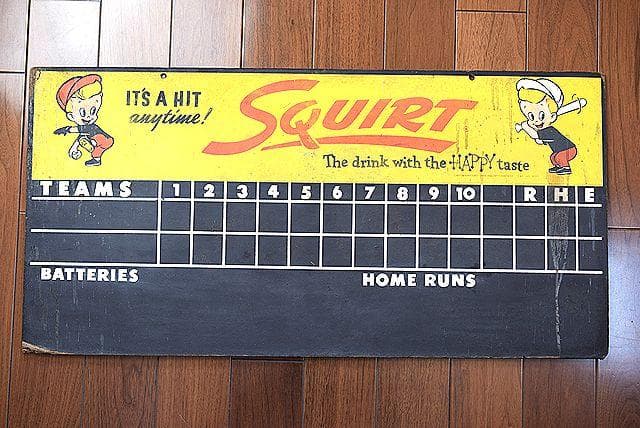 IT'S A HIT
anytime!
SQUIRT
The drink with the HAPPY taste
TEAMS 1 2 3 4 5 6 7 8 9 10 R H E
BATTERIES HOME RUNS